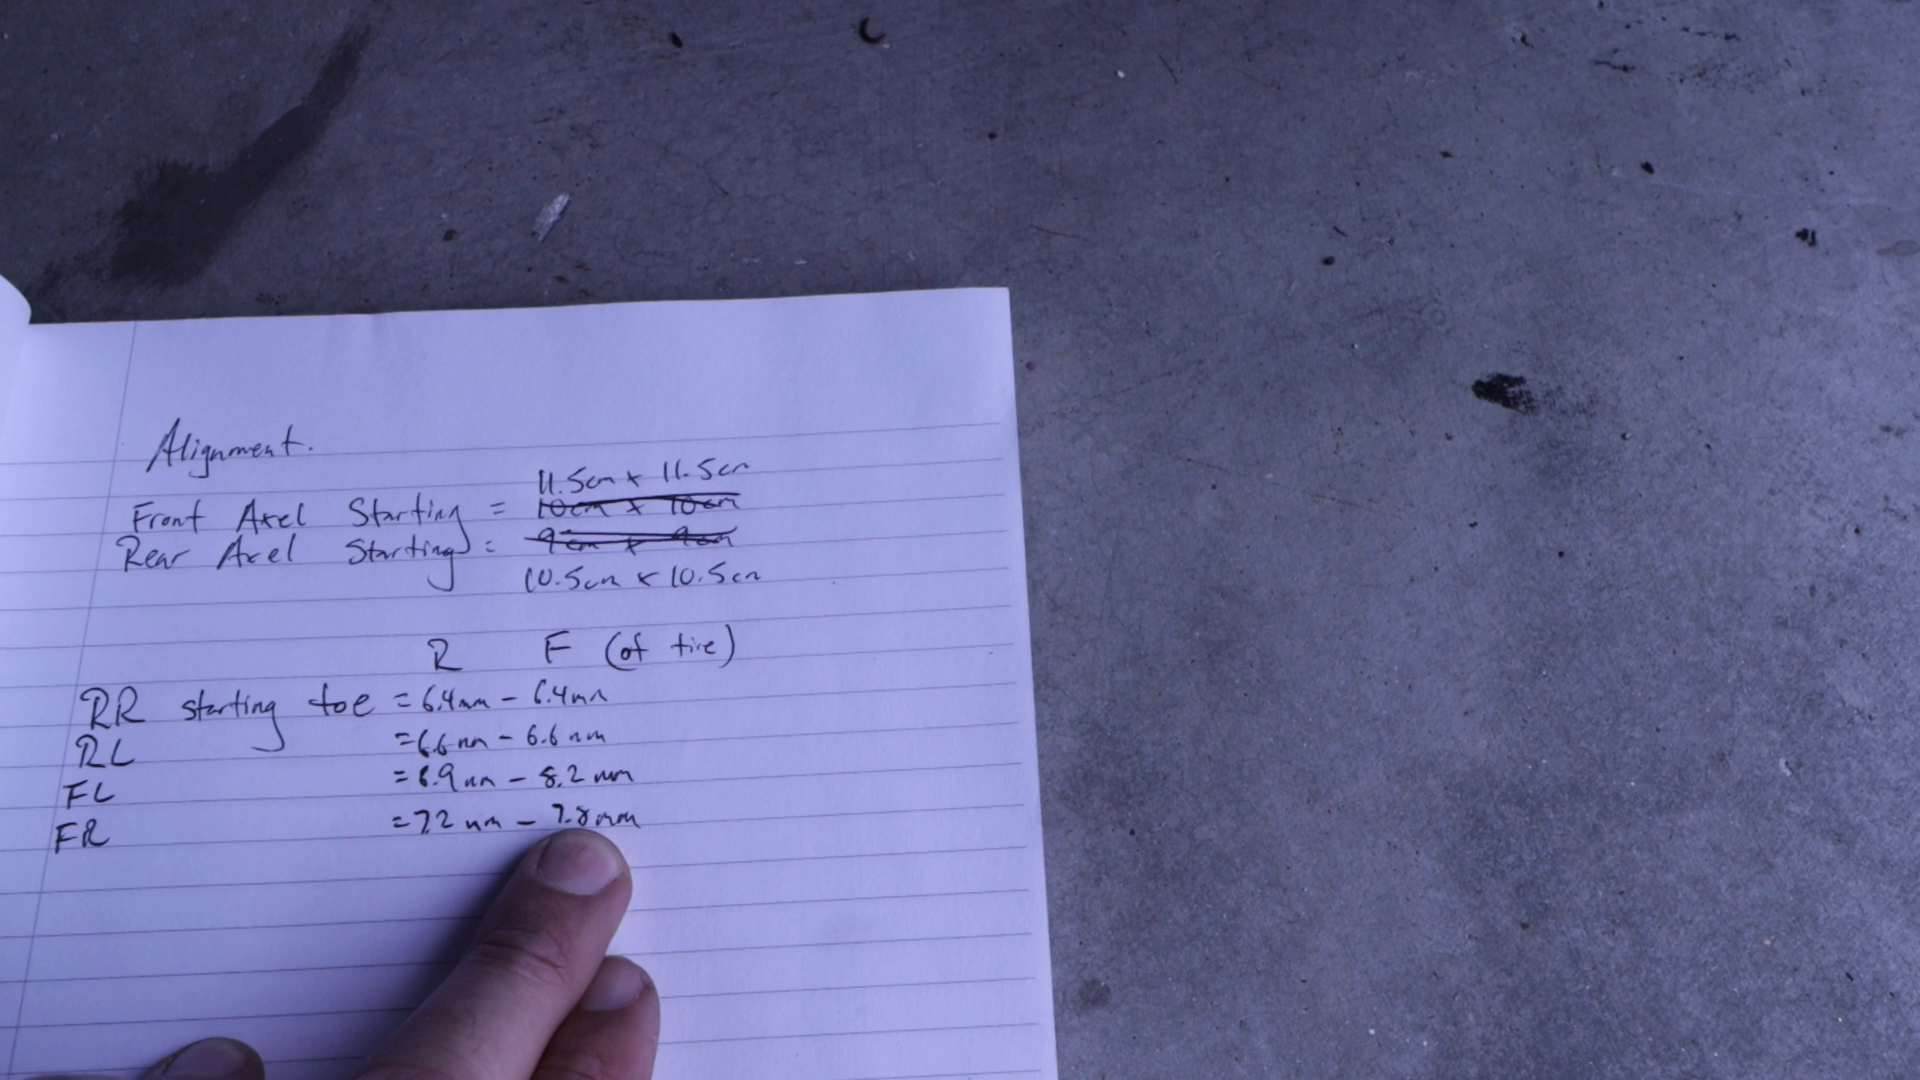 Alignment.
11.5cm x 11.5cm
Front Axel Starting = 10cm x 10cm
Rear Axel Starting = 9cm x 9cm
10.5cm x 10.5cm
R F (of tire)
RR starting toe = 6.4mm - 6.4mm
RL = 6.6mm - 6.6mm
FL = 6.9mm - 8.2mm
FR = 7.2mm - 7.8mm